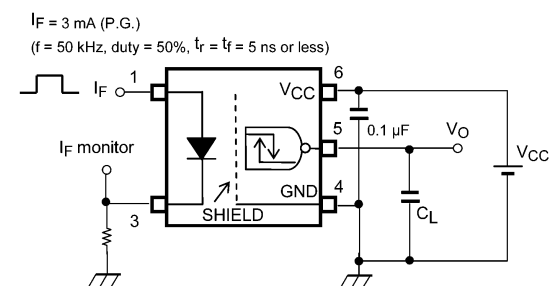 IF = 3 mA (P.G.)
(f = 50 kHz, duty = 50%, tr = tf = 5 ns or less)
1
IF
6
VCC
5
0.1 μF
VO
VCC
IF monitor
GND
4
3
SHIELD
CL